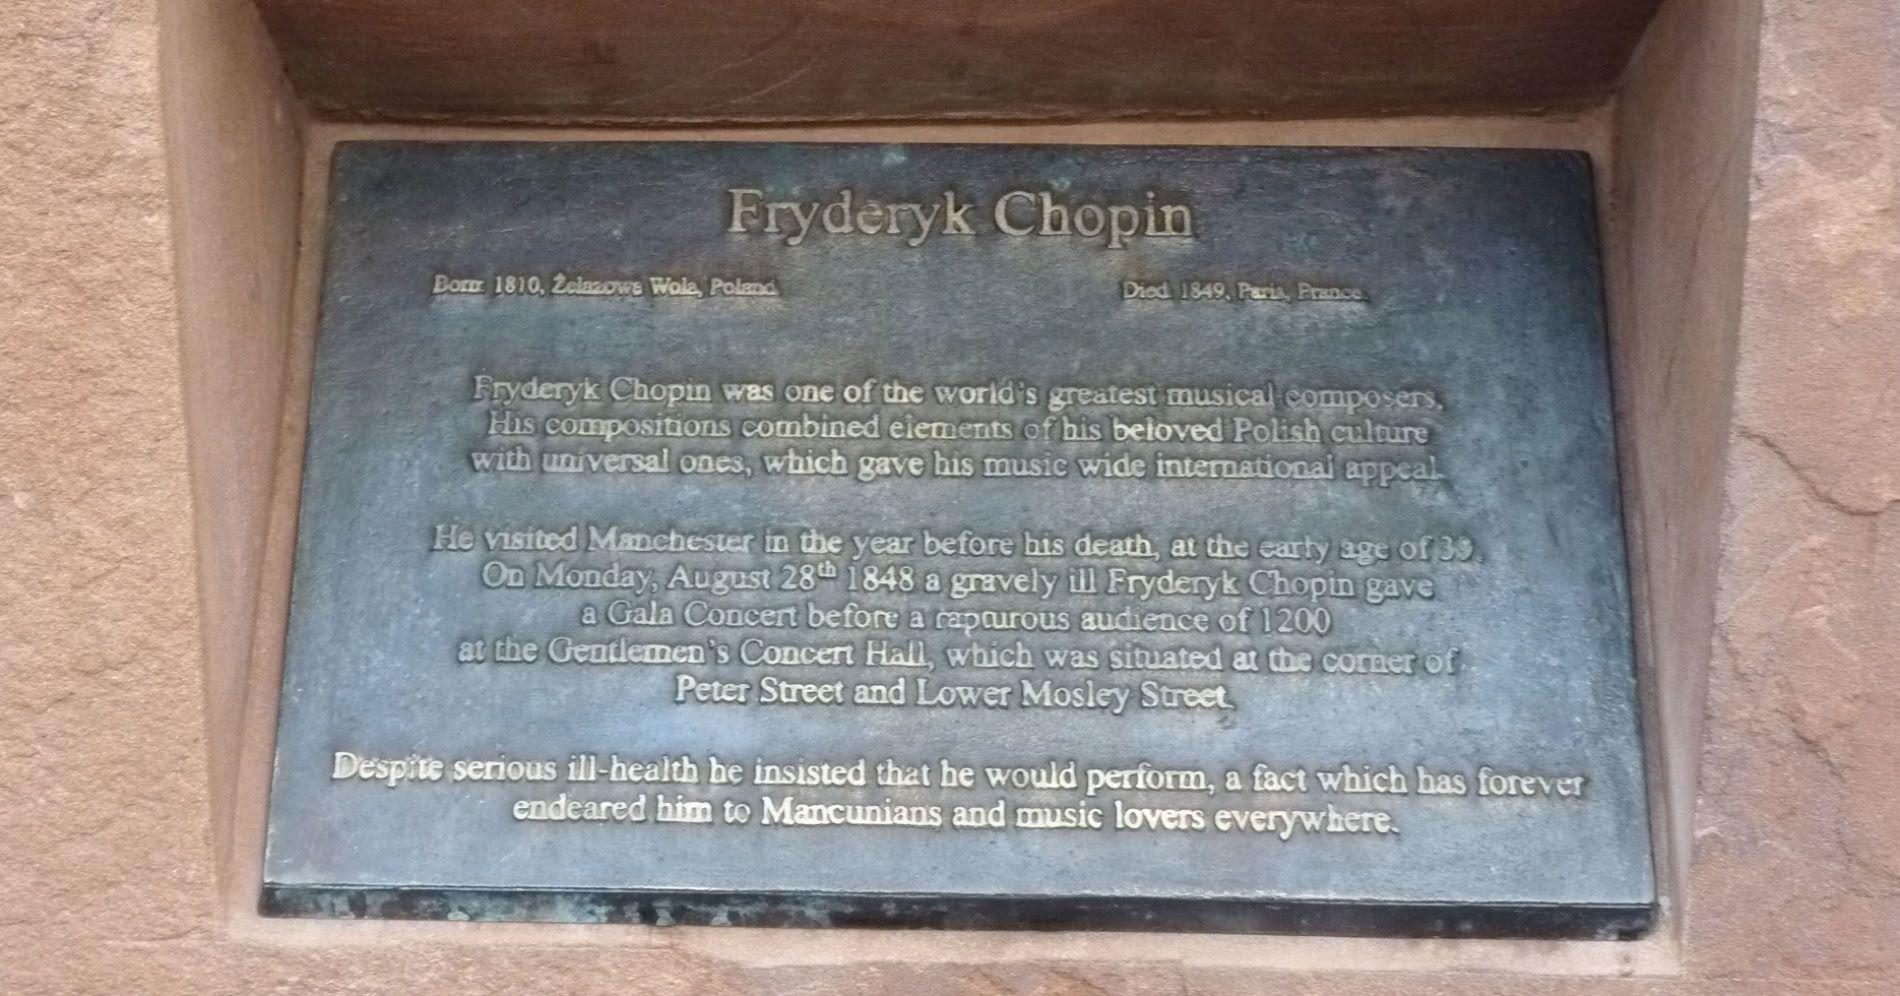 Fryderyk Chopin
Born 1810, Żelazowa Wola, Poland. Died 1849, Paris, France.
Fryderyk Chopin was one of the world's greatest musical composers.
His compositions combined elements of his beloved Polish culture
with universal ones, which gave his music wide international appeal.
He visited Manchester in the year before his death, at the early age of 39.
On Monday, August 28th 1848 a gravely ill Fryderyk Chopin gave
a Gala Concert before a rapturous audience of 1200
at the Gentlemen's Concert Hall, which was situated at the corner of
Peter Street and Lower Mosley Street.
Despite serious ill-health he insisted that he would perform, a fact which has forever
endeared him to Mancunians and music lovers everywhere.